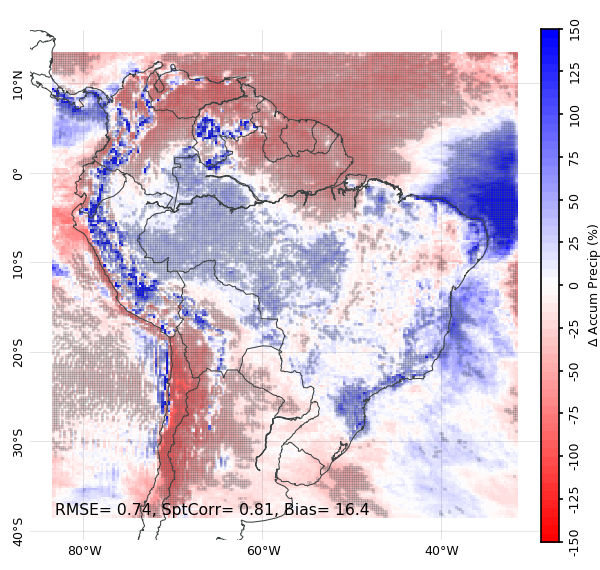 10°N
0°
10°S
20°S
30°S
40°S
80°W
60°W
40°W
RMSE= 0.74, SptCorr= 0.81, Bias= 16.4
150
125
100
75
50
25
0
-25
-50
-75
-100
-125
-150
Δ Accum Precip (%)